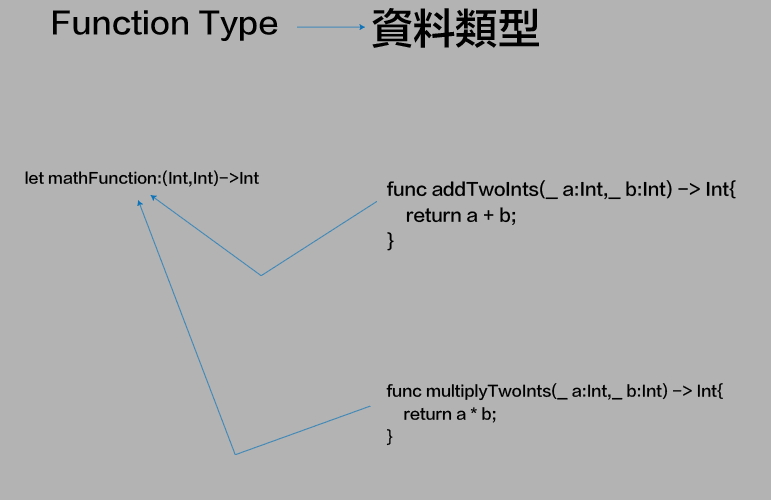 Function Type
資料類型
let mathFunction:(Int,Int)->Int
func addTwoInts(_ a:Int,_ b:Int) -> Int{
return a + b;
}
func multiplyTwoInts(_ a:Int,_ b:Int) -> Int{
return a * b;
}